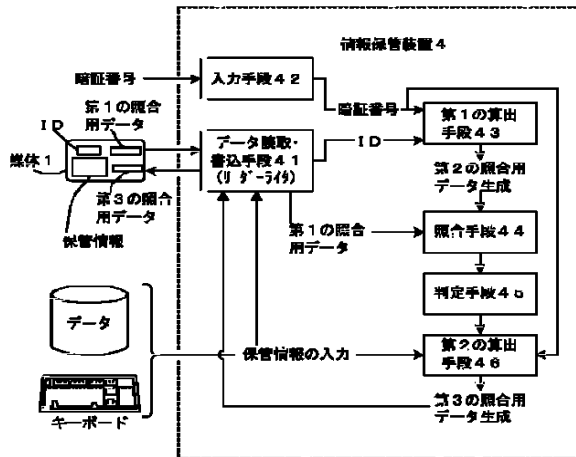 情報保管装置4
暗証番号
入力手段42
暗証番号
第1の算出
手段43
ID
第1の照合
用データ
データ読取・
書込手段41
(リーダーライタ)
ID
媒体1
第2の照合用
データ生成
第3の照合
用データ
保管情報
第1の照合
用データ
照合手段44
判定手段45
データ
保管情報の入力
第2の算出
手段46
キーボード
第3の照合用
データ生成